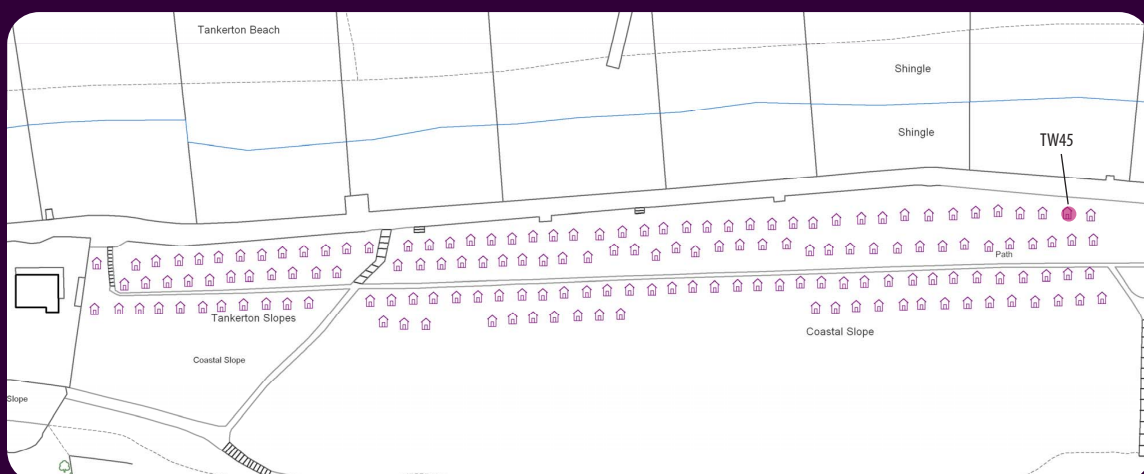 Tankerton Beach
Shingle
Shingle
TW45
Path
Tankerton Slopes
Coastal Slope
Coastal Slope
Slope